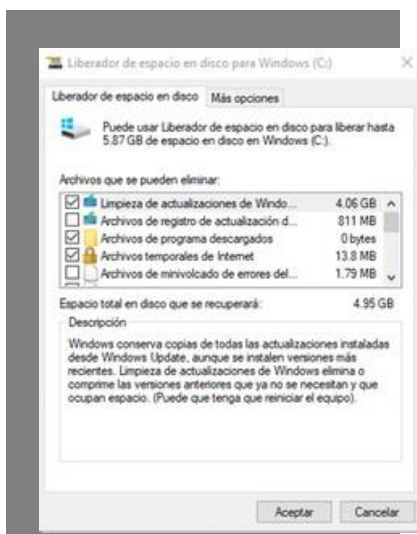 Liberador de espacio en disco para Windows (C:)
Liberador de espacio en disco Más opciones
Puede usar Liberador de espacio en disco para liberar hasta
5.87 GB de espacio en disco en Windows (C:).
Archivos que se pueden eliminar:
Limpieza de actualizaciones de Windo... 4.06 GB
Archivos de registro de actualización d... 811 MB
Archivos de programa descargados 0 bytes
Archivos temporales de Internet 13.8 MB
Archivos de minivolcado de errores del... 1.79 MB
Espacio total en disco que se recuperará: 4.95 GB
Descripción
Windows conserva copias de todas las actualizaciones instaladas
desde Windows Update, aunque se instalen versiones más
recientes. Limpieza de actualizaciones de Windows elimina o
comprime las versiones anteriores que ya no se necesitan y que
ocupan espacio. (Puede que tenga que reiniciar el equipo).
Aceptar Cancelar